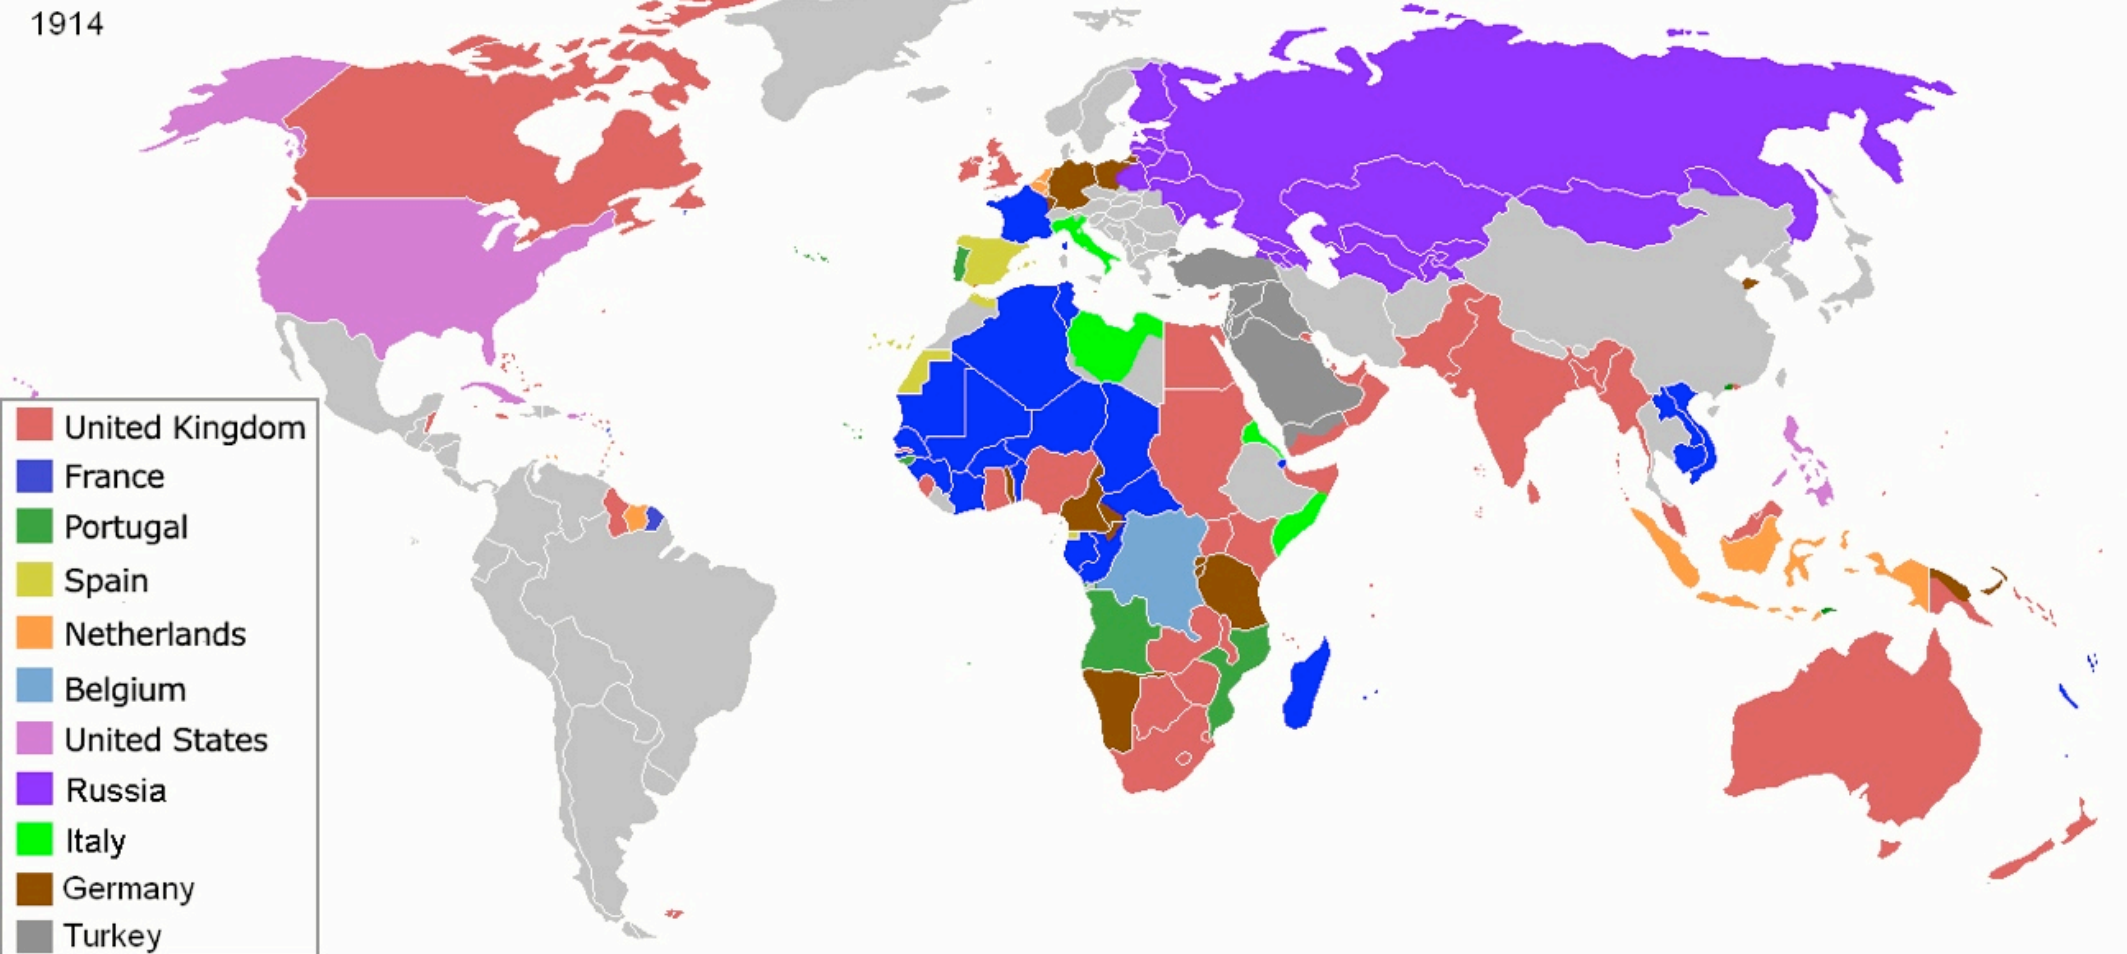 1914
United Kingdom
France
Portugal
Spain
Netherlands
Belgium
United States
Russia
Italy
Germany
Turkey